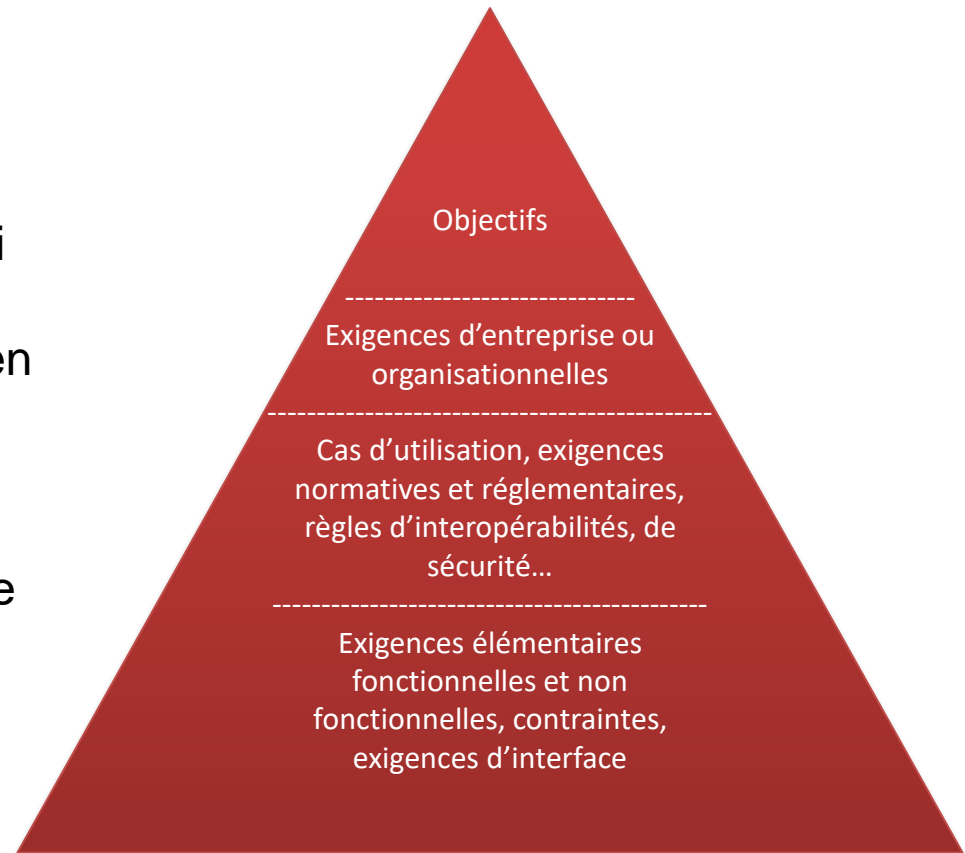 i
en
e
Objectifs
------------------------------
Exigences d’entreprise ou
organisationnelles
----------------------------------------------
Cas d’utilisation, exigences
normatives et réglementaires,
règles d’interopérabilités, de
sécurité…
---------------------------------------------
Exigences élémentaires
fonctionnelles et non
fonctionnelles, contraintes,
exigences d’interface